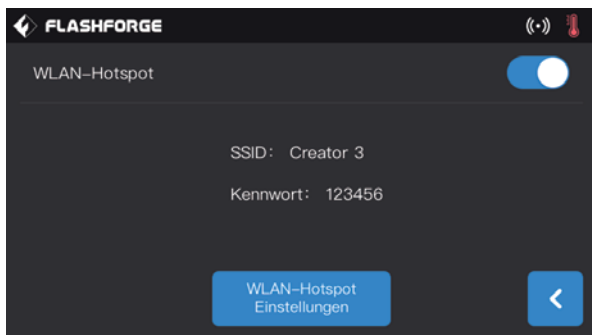 FLASHFORGE
WLAN-Hotspot
SSID: Creator 3
Kennwort: 123456
WLAN-Hotspot
Einstellungen